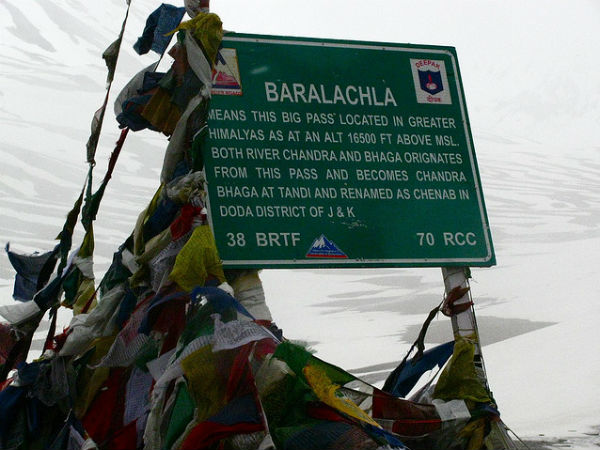 DEEPAK
दीपक
BARALACHLA
MEANS THIS BIG PASS' LOCATED IN GREATER
HIMALYAS AS AT AN ALT 16500 FT ABOVE MSL.
BOTH RIVER CHANDRA AND BHAGA ORIGNATES
FROM THIS PASS AND BECOMES CHANDRA
BHAGA AT TANDI AND RENAMED AS CHENAB IN
DODA DISTRICT OF J & K
38 BRTF
70 RCC